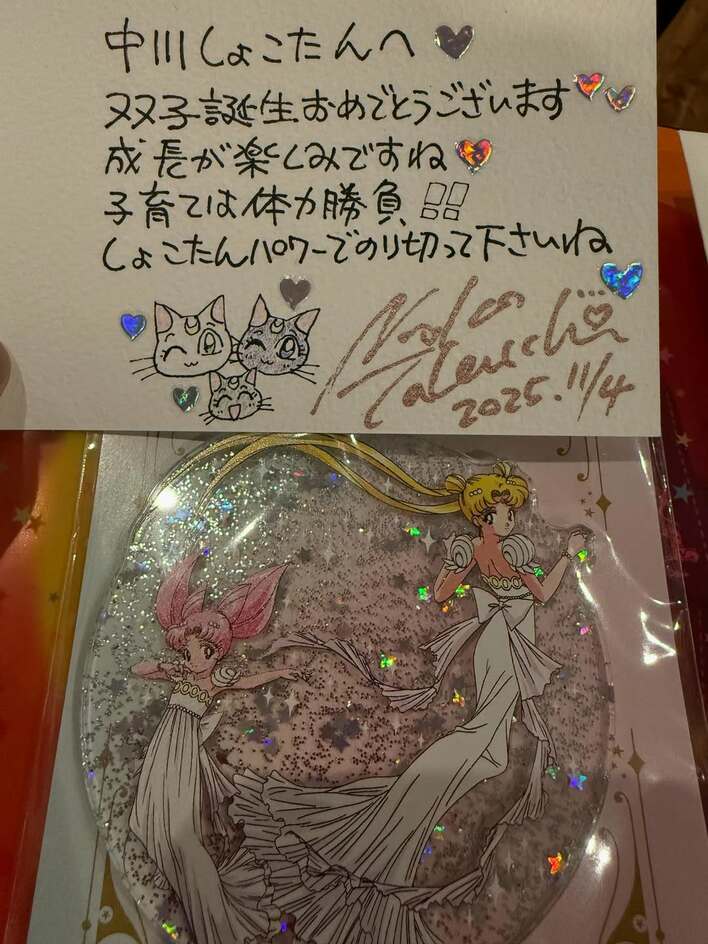 中川しょこたんへ
双子誕生おめでとうございます
成長が楽しみですね
子育ては体力勝負!!
しょこたんパワーでのり切って下さいね
Naoko
Takeuchi
2025.11/4